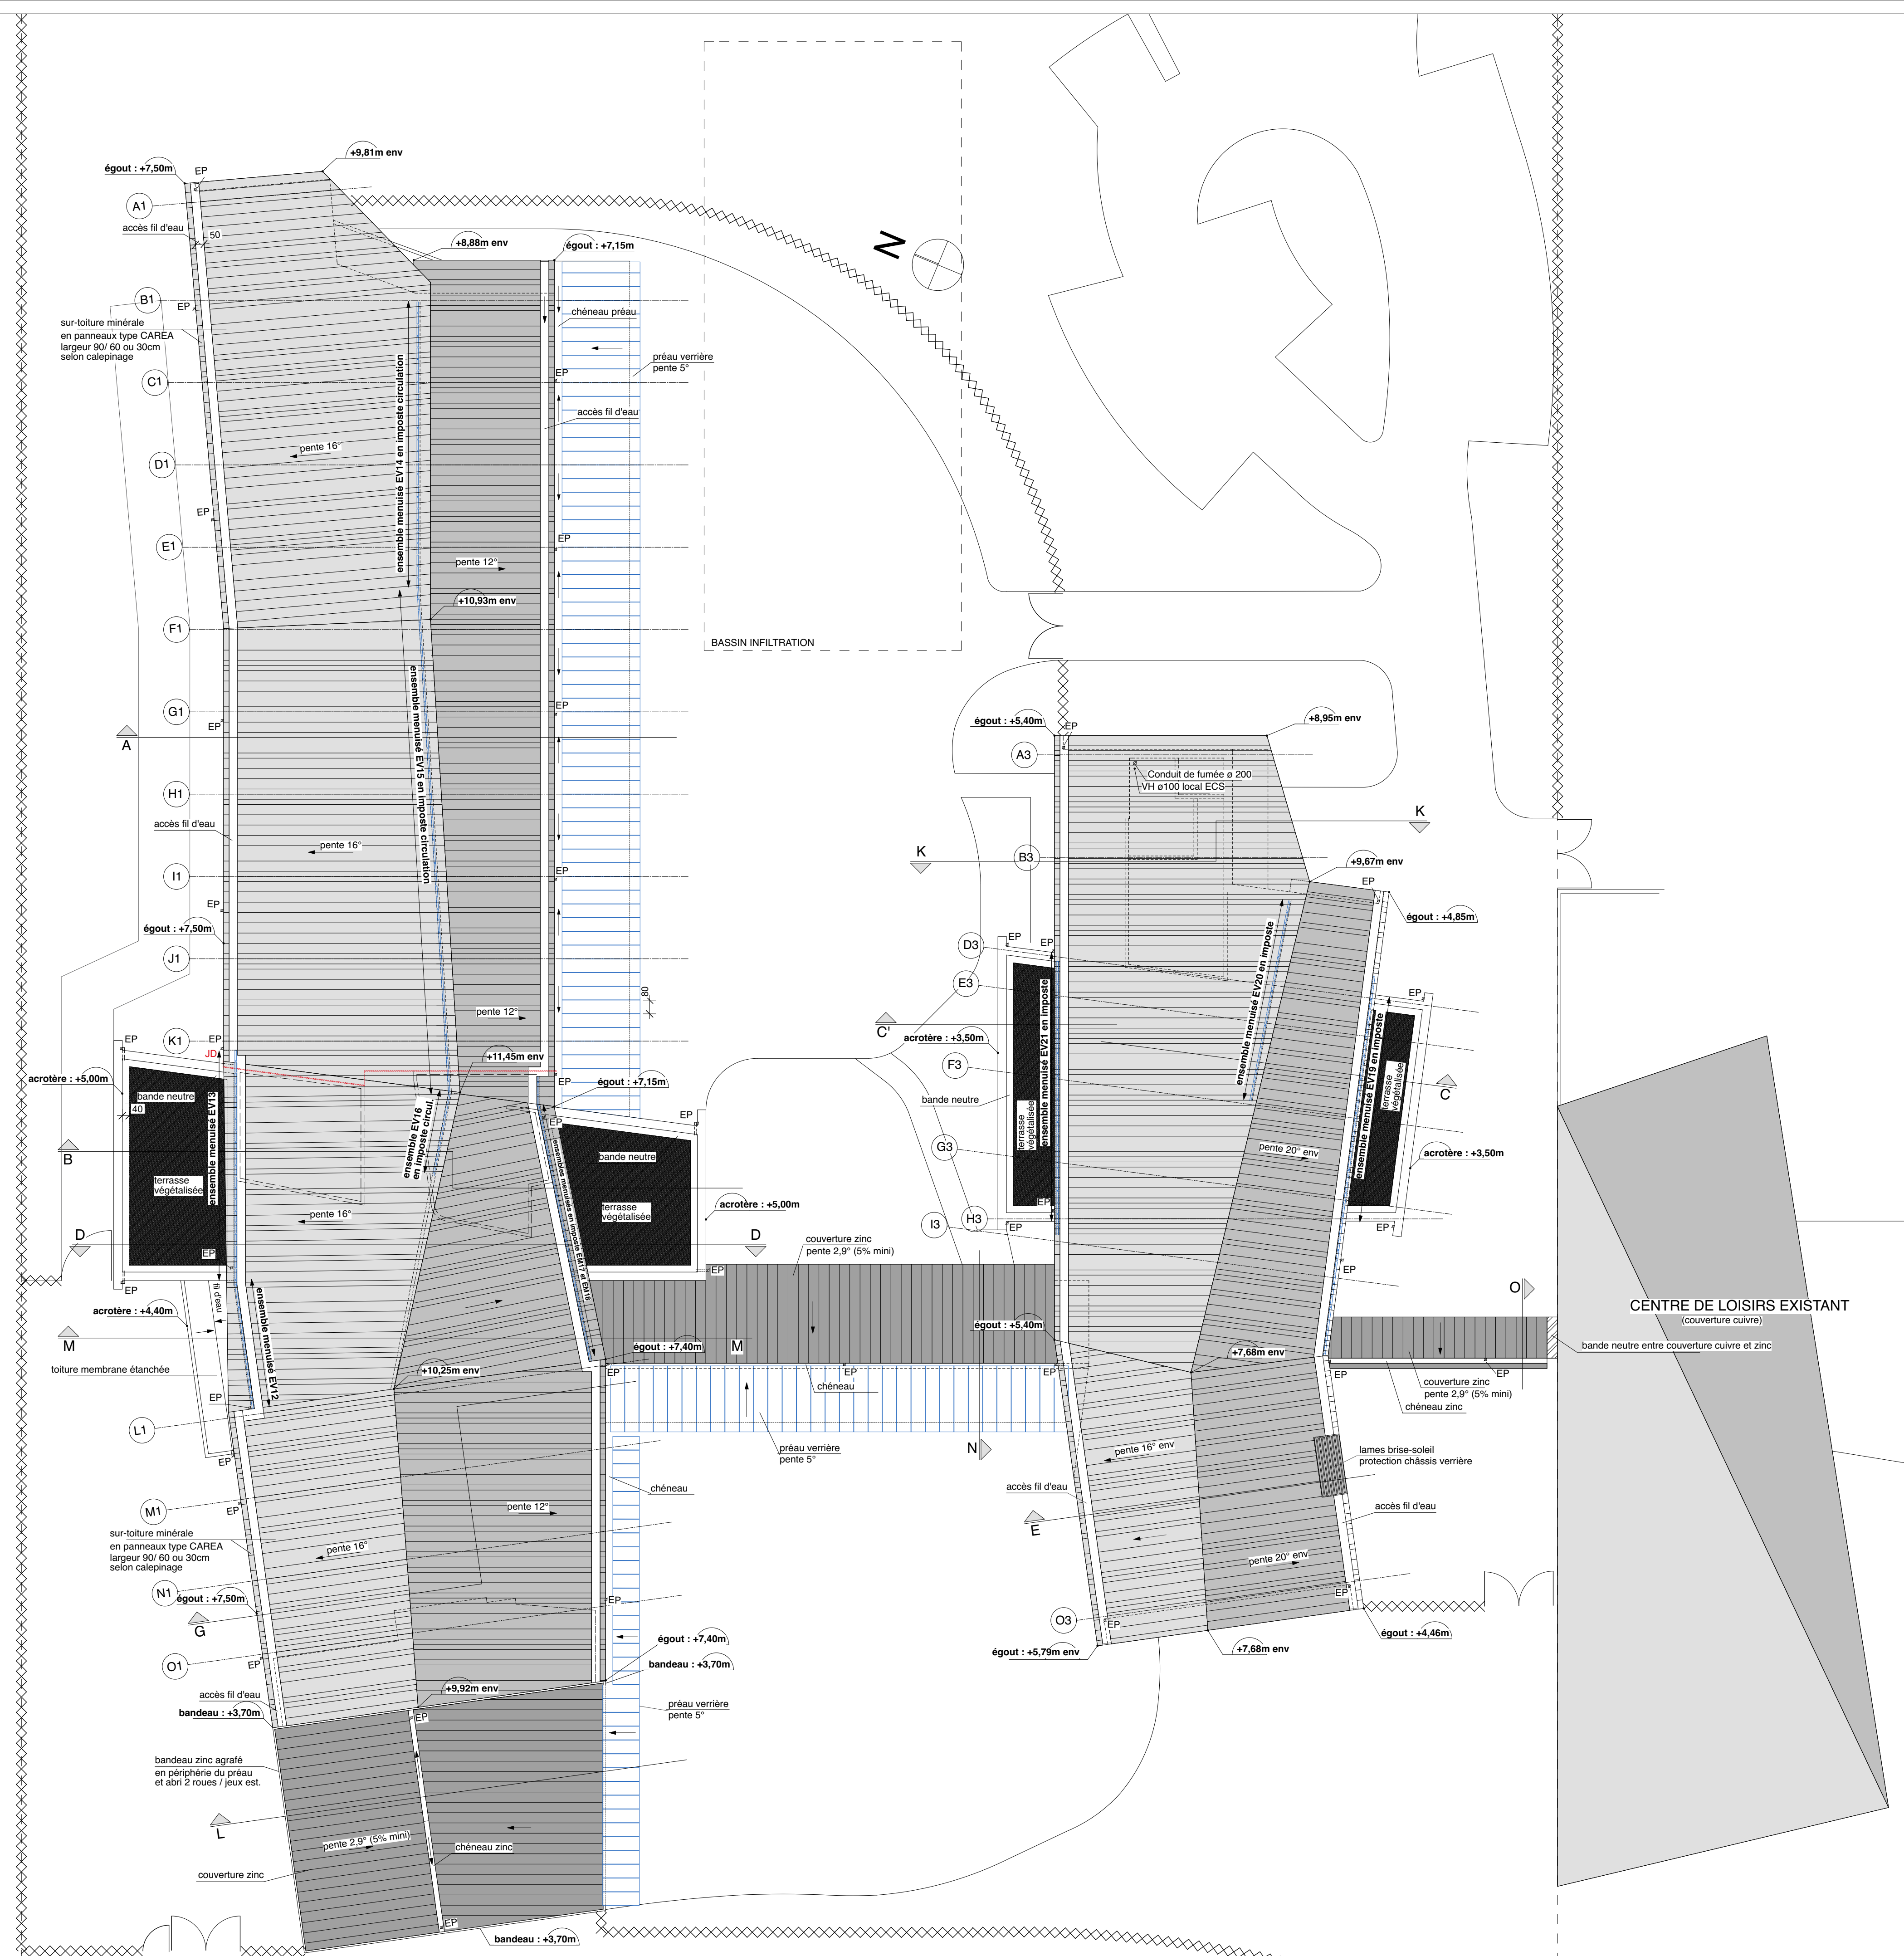 +9,81m env
égout : +7,50m
EP
A1
accès fil d'eau
50
+8,88m env
égout : +7,15m
N
B1
EP
chéneau préau
sur-toiture minérale
en panneaux type CAREA
largeur 90/ 60 ou 30cm
selon calepinage
préau verrière
pente 5°
ensemble menuisé EV14 en imposte circulation
C1
EP
accès fil d'eau
pente 16°
D1
EP
E1
EP
pente 12°
+10,93m env
F1
BASSIN INFILTRATION
ensemble menuisé EV15 en imposte circulation
G1
EP
EP
A
égout : +5,40m
EP
+8,95m env
A3
Conduit de fumée ø 200
VH ø100 local ECS
H1
accès fil d'eau
pente 16°
K
K
B3
+9,67m env
I1
EP
EP
EP
égout : +4,85m
égout : +7,50m
J1
EP
EP
D3
E3
80
EP
ensemble menuisé EV20 en imposte
ensemble menuisé EV21 en imposte
ensemble menuisé EV19 en imposte
pente 12°
C'
K1
EP
EP
JD
acrotère : +3,50m
+11,45m env
F3
acrotère : +5,00m
EP
égout : +7,15m
C
bande neutre
40
bande neutre
ensemble menuisé EV13
ensemble EV16
en imposte circul.
EP
EP
terrasse
végétalisée
terrasse
végétalisée
B
G3
pente 20° env
acrotère : +3,50m
bande neutre
terrasse
végétalisée
ensembles menuisés en imposte EM17 et EM18
terrasse
végétalisée
acrotère : +5,00m
EP
pente 16°
H3
I3
EP
EP
D
D
couverture zinc
pente 2,9° (5% mini)
EP
EP
EP
EP
fil d'eau
O
acrotère : +4,40m
ensemble menuisé EV12
CENTRE DE LOISIRS EXISTANT
(couverture cuivre)
M
égout : +5,40m
égout : +7,40m
M
bande neutre entre couverture cuivre et zinc
+7,68m env
toiture membrane étanchée
+10,25m env
EP
EP
EP
EP
EP
chéneau
couverture zinc
pente 2,9° (5% mini)
chéneau zinc
EP
L1
EP
N
préau verrière
pente 5°
pente 16° env
lames brise-soleil
protection châssis verrière
accès fil d'eau
chéneau
M1
EP
pente 12°
accès fil d'eau
E
sur-toiture minérale
en panneaux type CAREA
largeur 90/ 60 ou 30cm
selon calepinage
pente 16°
pente 20° env
N1
égout : +7,50m
EP
EP
O3
EP
G
égout : +4,46m
égout : +7,40m
+7,68m env
égout : +5,79m env
O1
EP
bandeau : +3,70m
+9,92m env
accès fil d'eau
bandeau : +3,70m
EP
préau verrière
pente 5°
bandeau zinc agrafé
en périphérie du préau
et abri 2 roues / jeux est.
L
pente 2,9° (5% mini)
chéneau zinc
couverture zinc
EP
bandeau : +3,70m